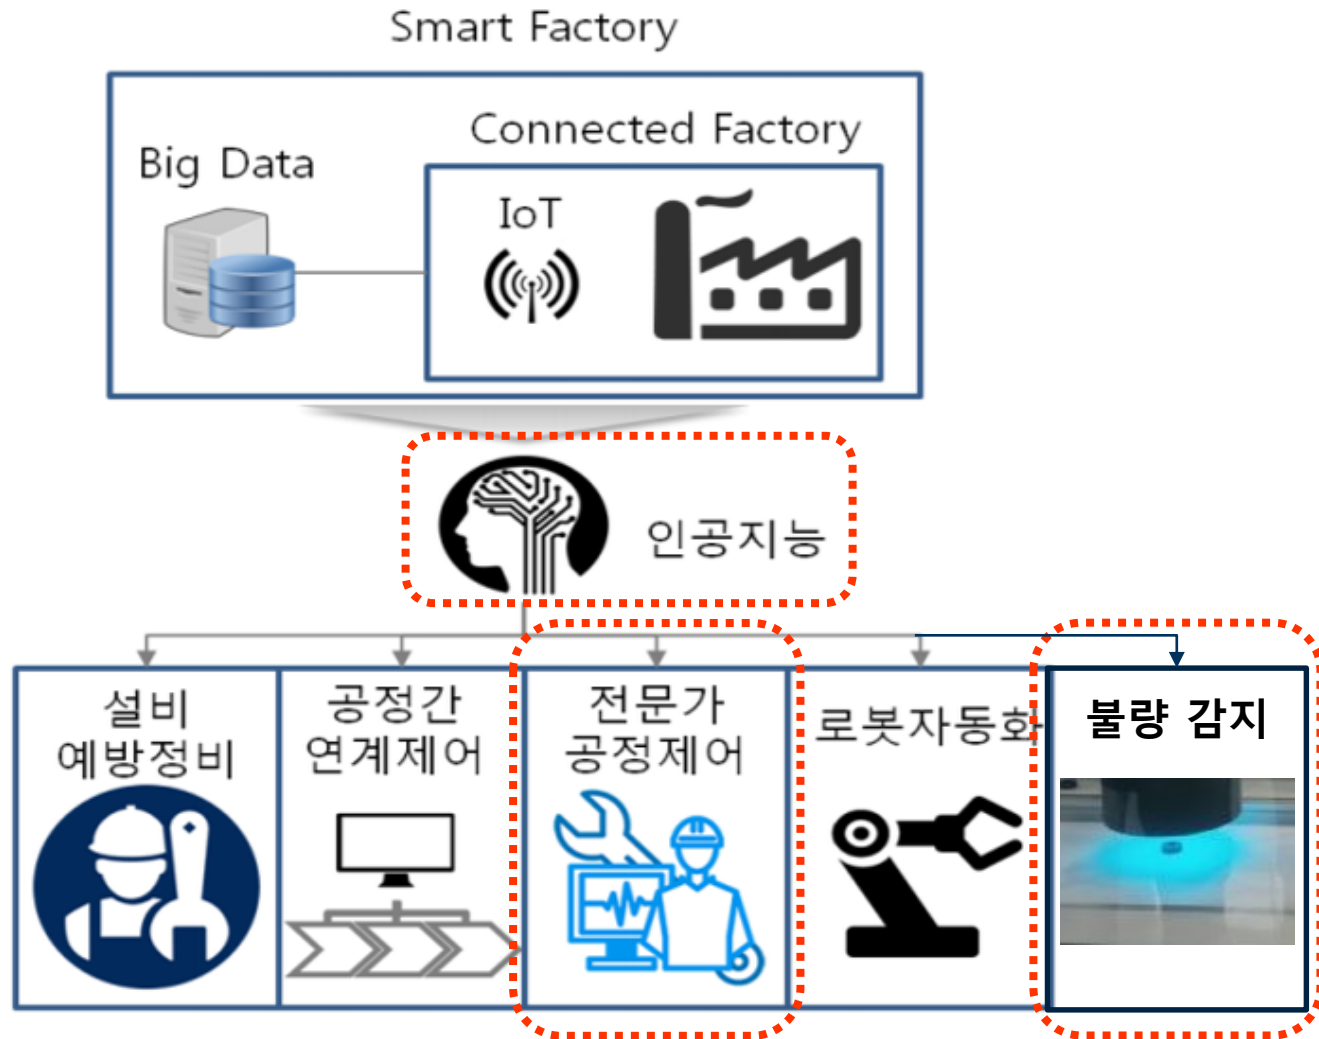 Smart Factory
Connected Factory
Big Data
IoT
인공지능
설비
예방정비
공정간
연계제어
전문가
공정제어
로봇자동화
불량 감지